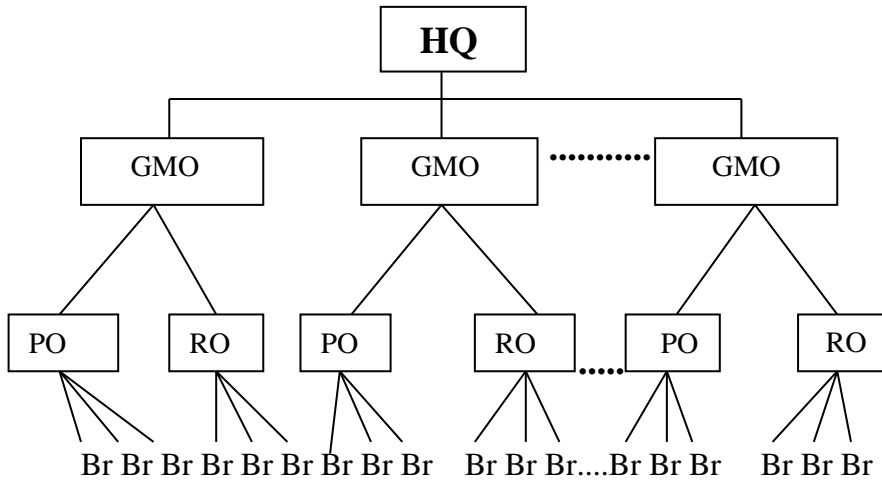 HQ
GMO GMO ........... GMO
PO RO PO RO ..... PO RO
Br Br Br Br Br Br Br Br Br Br Br Br....Br Br Br Br Br Br